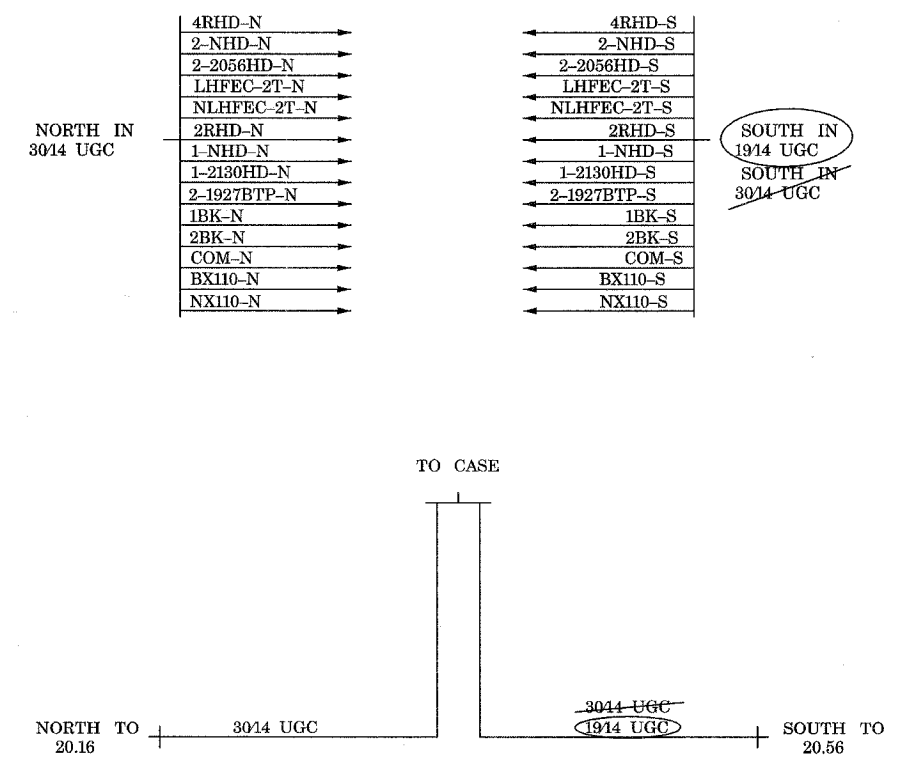 4RHD-N
2-NHD-N
2-2056HD-N
LHFEC-2T-N
NLHFEC-2T-N
2RHD-N
1-NHD-N
1-2130HD-N
2-1927BTP-N
1BK-N
2BK-N
COM-N
BX110-N
NX110-N
NORTH IN
30/14 UGC
4RHD-S
2-NHD-S
2-2056HD-S
LHFEC-2T-S
NLHFEC-2T-S
2RHD-S
1-NHD-S
1-2130HD-S
2-1927BTP-S
1BK-S
2BK-S
COM-S
BX110-S
NX110-S
SOUTH IN
19/14 UGC
SOUTH IN
30/14 UGC
TO CASE
NORTH TO
20.16
30/14 UGC
30/14 UGC
19/14 UGC
SOUTH TO
20.56